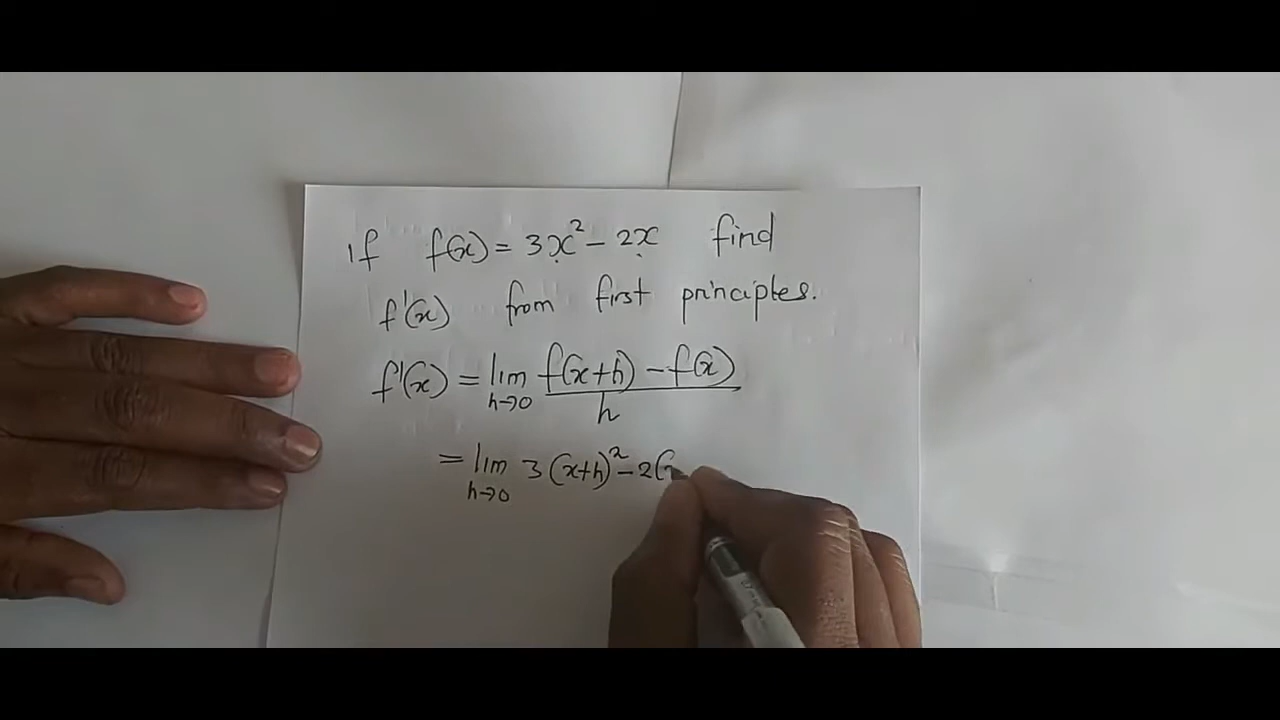 If f(x) = 3x² - 2x find
f'(x) from first principles.
f'(x) = lim f(x+h) - f(x)
h→0 h
= lim 3(x+h)² - 2(
h→0